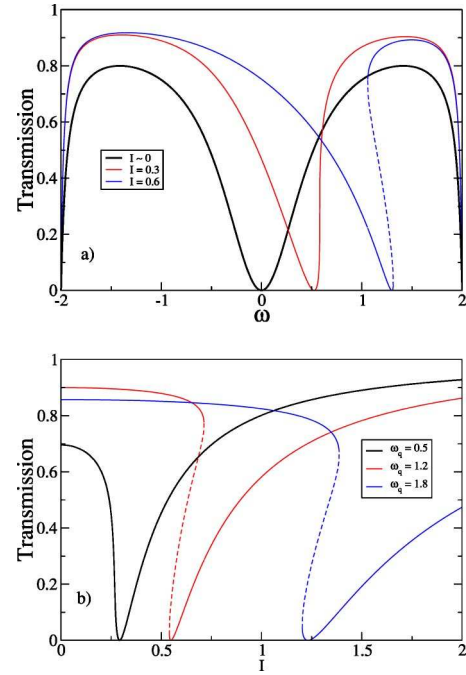 1
0.8
0.6
0.4
0.2
0
Transmission
I ~ 0
I = 0.3
I = 0.6
a)
-2
-1
0
1
2
ω
1
0.8
0.6
0.4
0.2
0
Transmission
ω_q = 0.5
ω_q = 1.2
ω_q = 1.8
b)
0
0.5
1
1.5
2
I